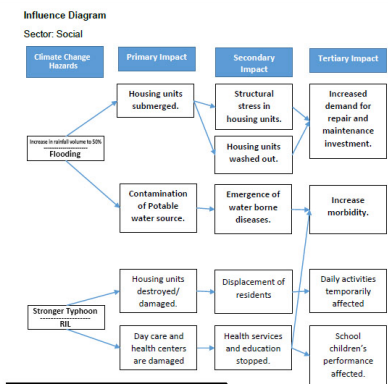 Influence Diagram
Sector: Social
Climate Change
Hazards
Primary Impact
Secondary
Impact
Tertiary Impact
Housing units
submerged.
Structural
stress in
housing units.
Increased
demand for
repair and
maintenance
investment.
Increase in rainfall volume to 50%
Flooding
Housing units
washed out.
Contamination
of Potable
water source.
Emergence of
water borne
diseases.
Increase
morbidity.
Housing units
destroyed/
damaged.
Displacement of
residents
Daily activities
temporarily
affected
Stronger Typhoon
RIL
Day care and
health centers
are damaged
Health services
and education
stopped.
School
children's
performance
affected.